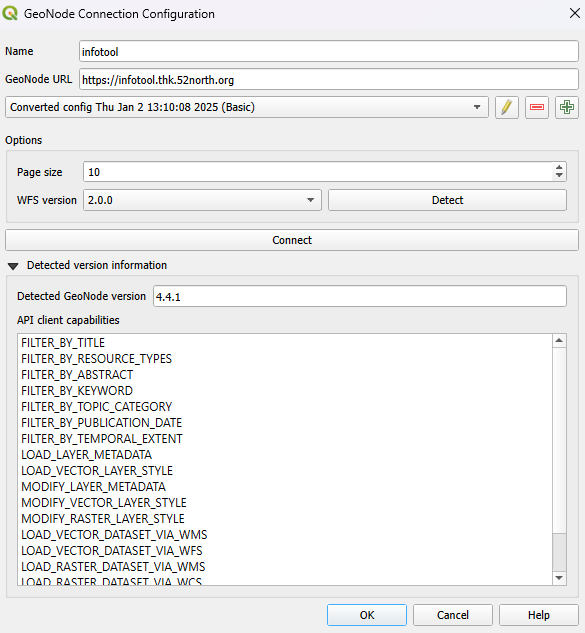 GeoNode Connection Configuration
Name infotool
GeoNode URL https://infotool.thk.52north.org
Converted config Thu Jan 2 13:10:08 2025 (Basic)
Options
Page size 10
WFS version 2.0.0 Detect
Connect
Detected version information
Detected GeoNode version 4.4.1
API client capabilities
FILTER_BY_TITLE
FILTER_BY_RESOURCE_TYPES
FILTER_BY_ABSTRACT
FILTER_BY_KEYWORD
FILTER_BY_TOPIC_CATEGORY
FILTER_BY_PUBLICATION_DATE
FILTER_BY_TEMPORAL_EXTENT
LOAD_LAYER_METADATA
LOAD_VECTOR_LAYER_STYLE
MODIFY_LAYER_METADATA
MODIFY_VECTOR_LAYER_STYLE
MODIFY_RASTER_LAYER_STYLE
LOAD_VECTOR_DATASET_VIA_WMS
LOAD_VECTOR_DATASET_VIA_WFS
LOAD_RASTER_DATASET_VIA_WMS
LOAD_RASTER_DATASET_VIA_WCS
OK Cancel Help